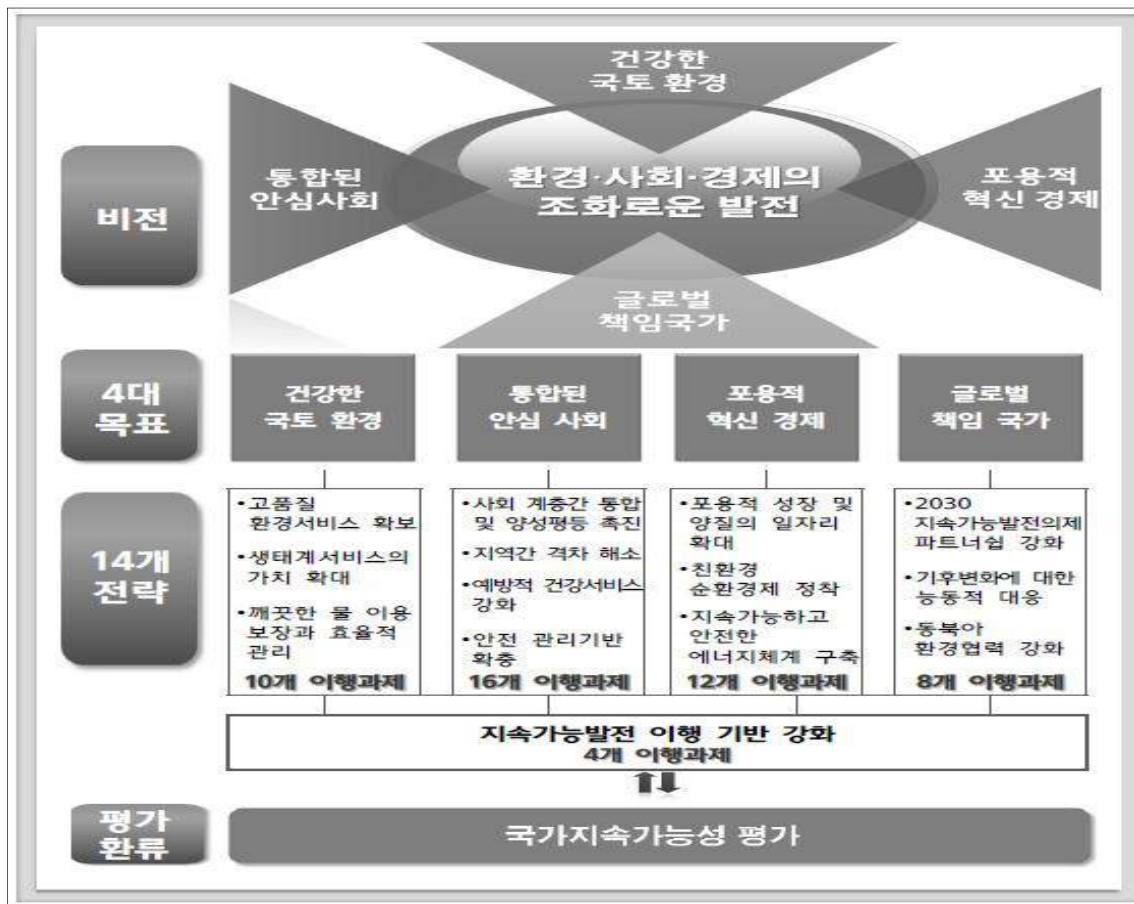 건강한
국토 환경
통합된
안심사회
환경·사회·경제의
조화로운 발전
포용적
혁신 경제
글로벌
책임국가
비전
4대
목표
건강한
국토 환경
통합된
안심 사회
포용적
혁신 경제
글로벌
책임 국가
14개
전략
•고품질
환경서비스 확보
•생태계서비스의
가치 확대
•깨끗한 물 이용
보장과 효율적
관리
10개 이행과제
•사회 계층간 통합
및 양성평등 촉진
•지역간 격차 해소
•예방적 건강서비스
강화
•안전 관리기반
확충
16개 이행과제
•포용적 성장 및
양질의 일자리
확대
•친환경
순환경제 정착
•지속가능하고
안전한
에너지체계 구축
12개 이행과제
•2030
지속가능발전의제
파트너쉽 강화
•기후변화에 대한
능동적 대응
•동북아
환경협력 강화
8개 이행과제
지속가능발전 이행 기반 강화
4개 이행과제
평가
환류
국가지속가능성 평가